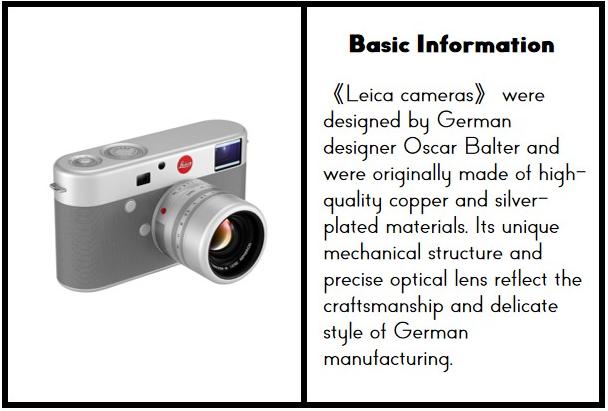 Basic Information
《Leica cameras》 were
designed by German
designer Oscar Balter and
were originally made of high-
quality copper and silver-
plated materials. Its unique
mechanical structure and
precise optical lens reflect the
craftsmanship and delicate
style of German
manufacturing.
Leica